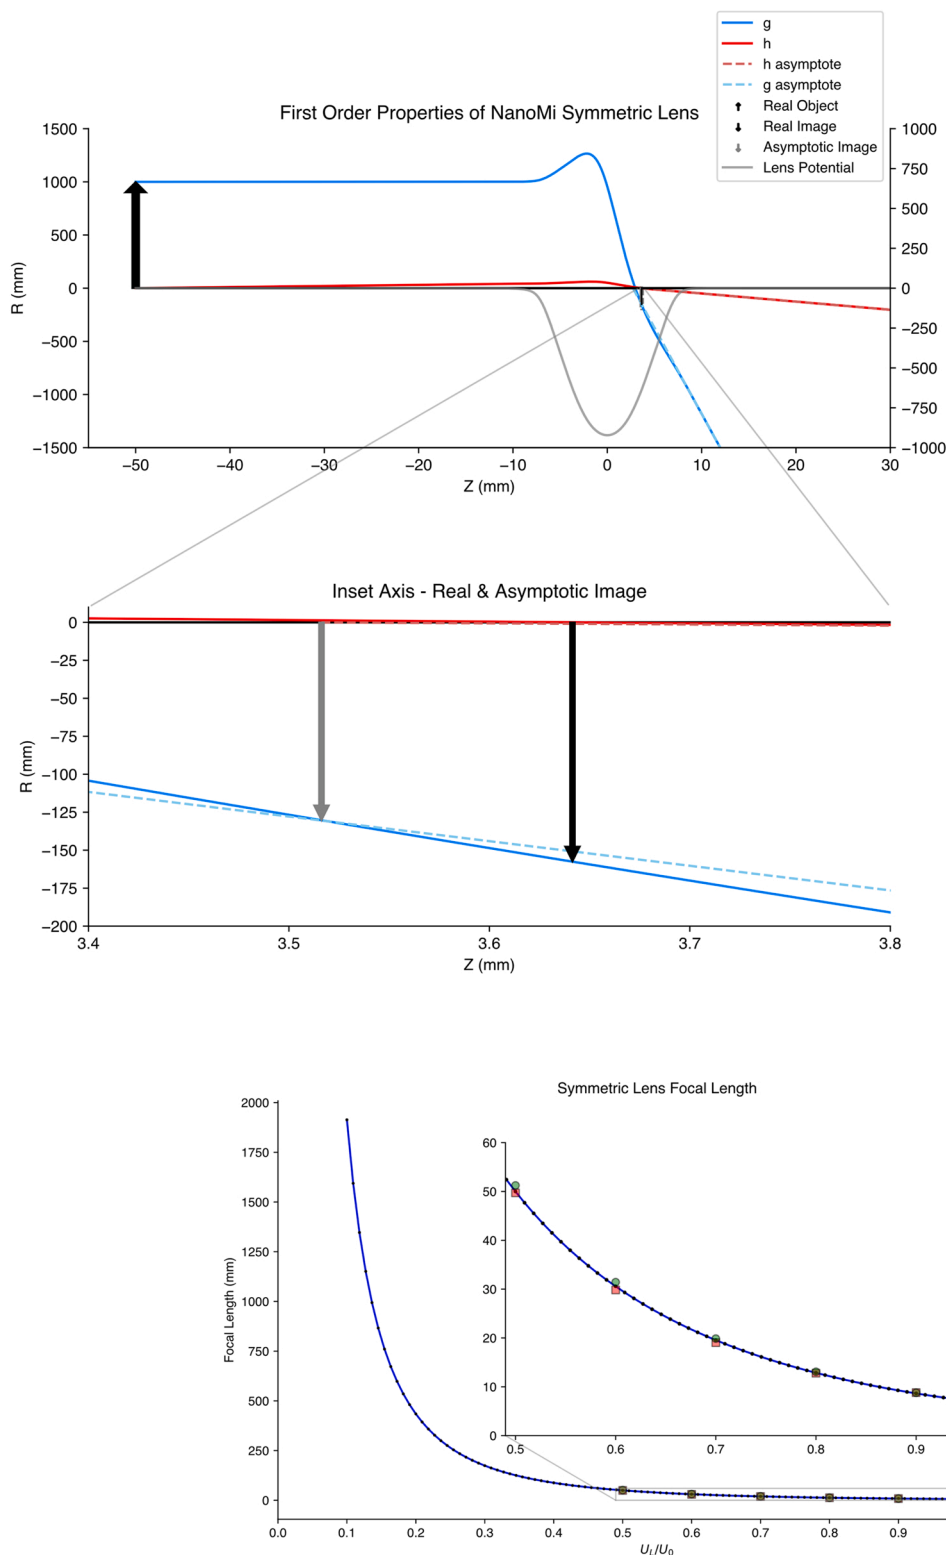 g
h
h asymptote
g asymptote
Real Object
Real Image
Asymptotic Image
Lens Potential
First Order Properties of NanoMi Symmetric Lens
1500
1000
500
0
−500
−1000
−1500
R (mm)
1000
750
500
250
0
−250
−500
−750
−1000
−50 −40 −30 −20 −10 0 10 20 30
Z (mm)
Inset Axis - Real & Asymptotic Image
0
−25
−50
−75
−100
−125
−150
−175
−200
R (mm)
3.4 3.5 3.6 3.7 3.8
Z (mm)
Symmetric Lens Focal Length
2000
1750
1500
1250
1000
750
500
250
0
Focal Length (mm)
60
50
40
30
20
10
0
0.5 0.6 0.7 0.8 0.9
0.0 0.1 0.2 0.3 0.4 0.5 0.6 0.7 0.8 0.9
U_L/U_0